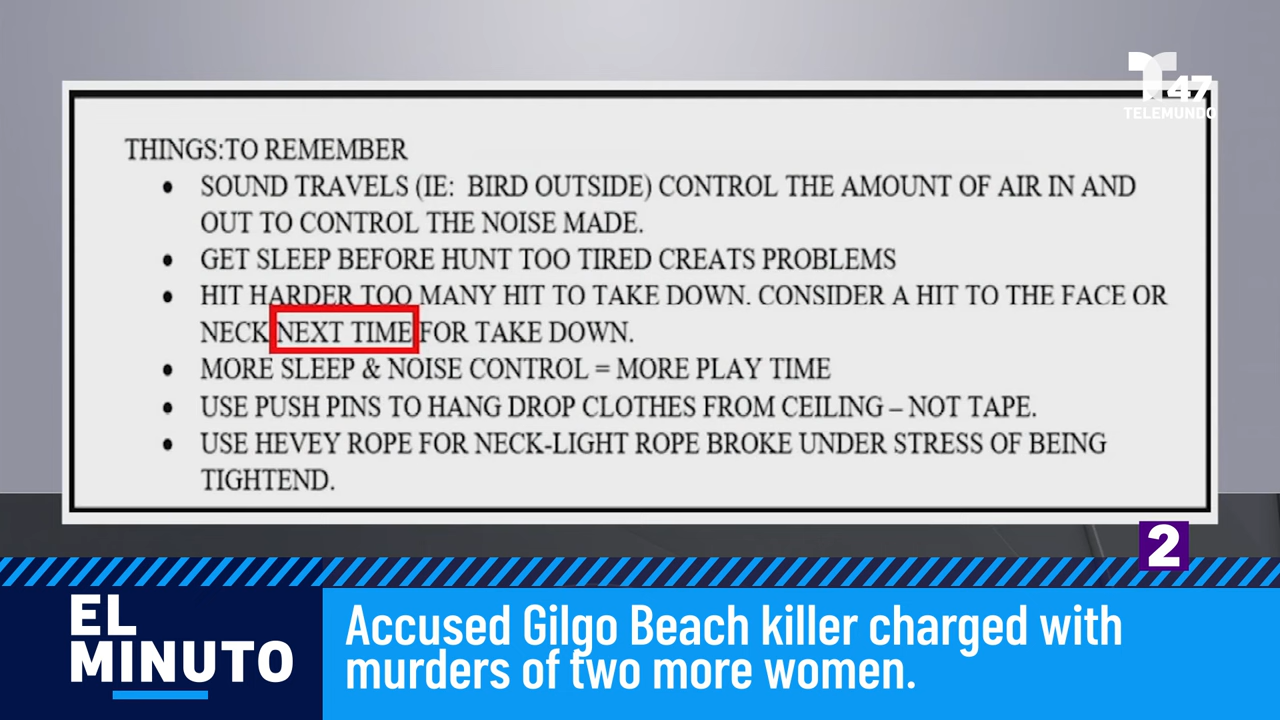 47
TELEMUNDO
THINGS:TO REMEMBER
• SOUND TRAVELS (IE: BIRD OUTSIDE) CONTROL THE AMOUNT OF AIR IN AND
OUT TO CONTROL THE NOISE MADE.
• GET SLEEP BEFORE HUNT TOO TIRED CREATS PROBLEMS
• HIT HARDER TOO MANY HIT TO TAKE DOWN. CONSIDER A HIT TO THE FACE OR
NECK NEXT TIME FOR TAKE DOWN.
• MORE SLEEP & NOISE CONTROL = MORE PLAY TIME
• USE PUSH PINS TO HANG DROP CLOTHES FROM CEILING – NOT TAPE.
• USE HEVEY ROPE FOR NECK-LIGHT ROPE BROKE UNDER STRESS OF BEING
TIGHTEND.
2
EL
MINUTO
Accused Gilgo Beach killer charged with
murders of two more women.